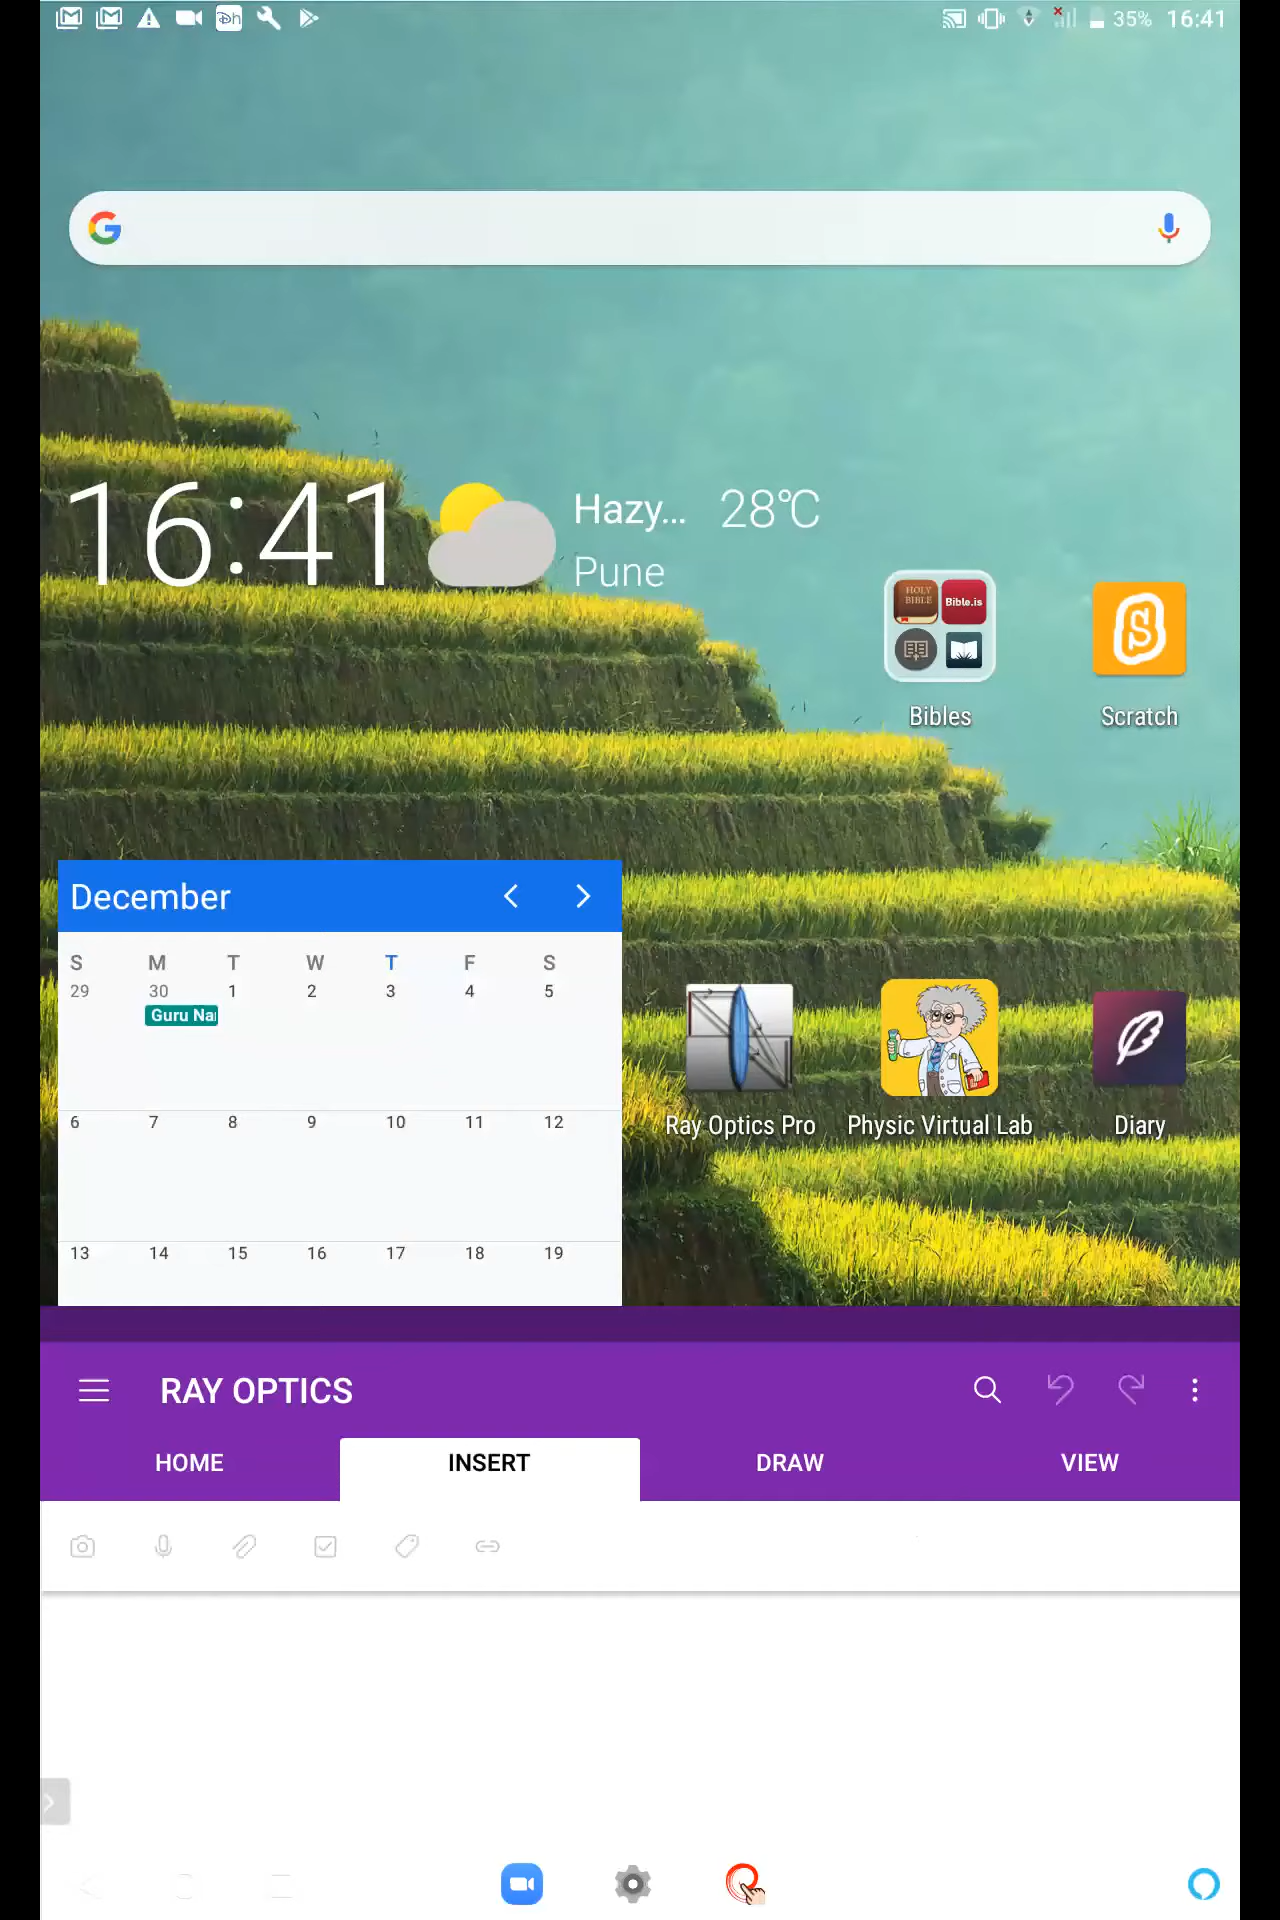 35% 16:41
16:41
Hazy... 28℃
Pune
HOLY BIBLE
Bible.is
Bibles
Scratch
December
S M T W T F S
29 30 1 2 3 4 5
Guru Na
6 7 8 9 10 11 12
13 14 15 16 17 18 19
Ray Optics Pro
Physic Virtual Lab
Diary
RAY OPTICS
HOME
INSERT
DRAW
VIEW